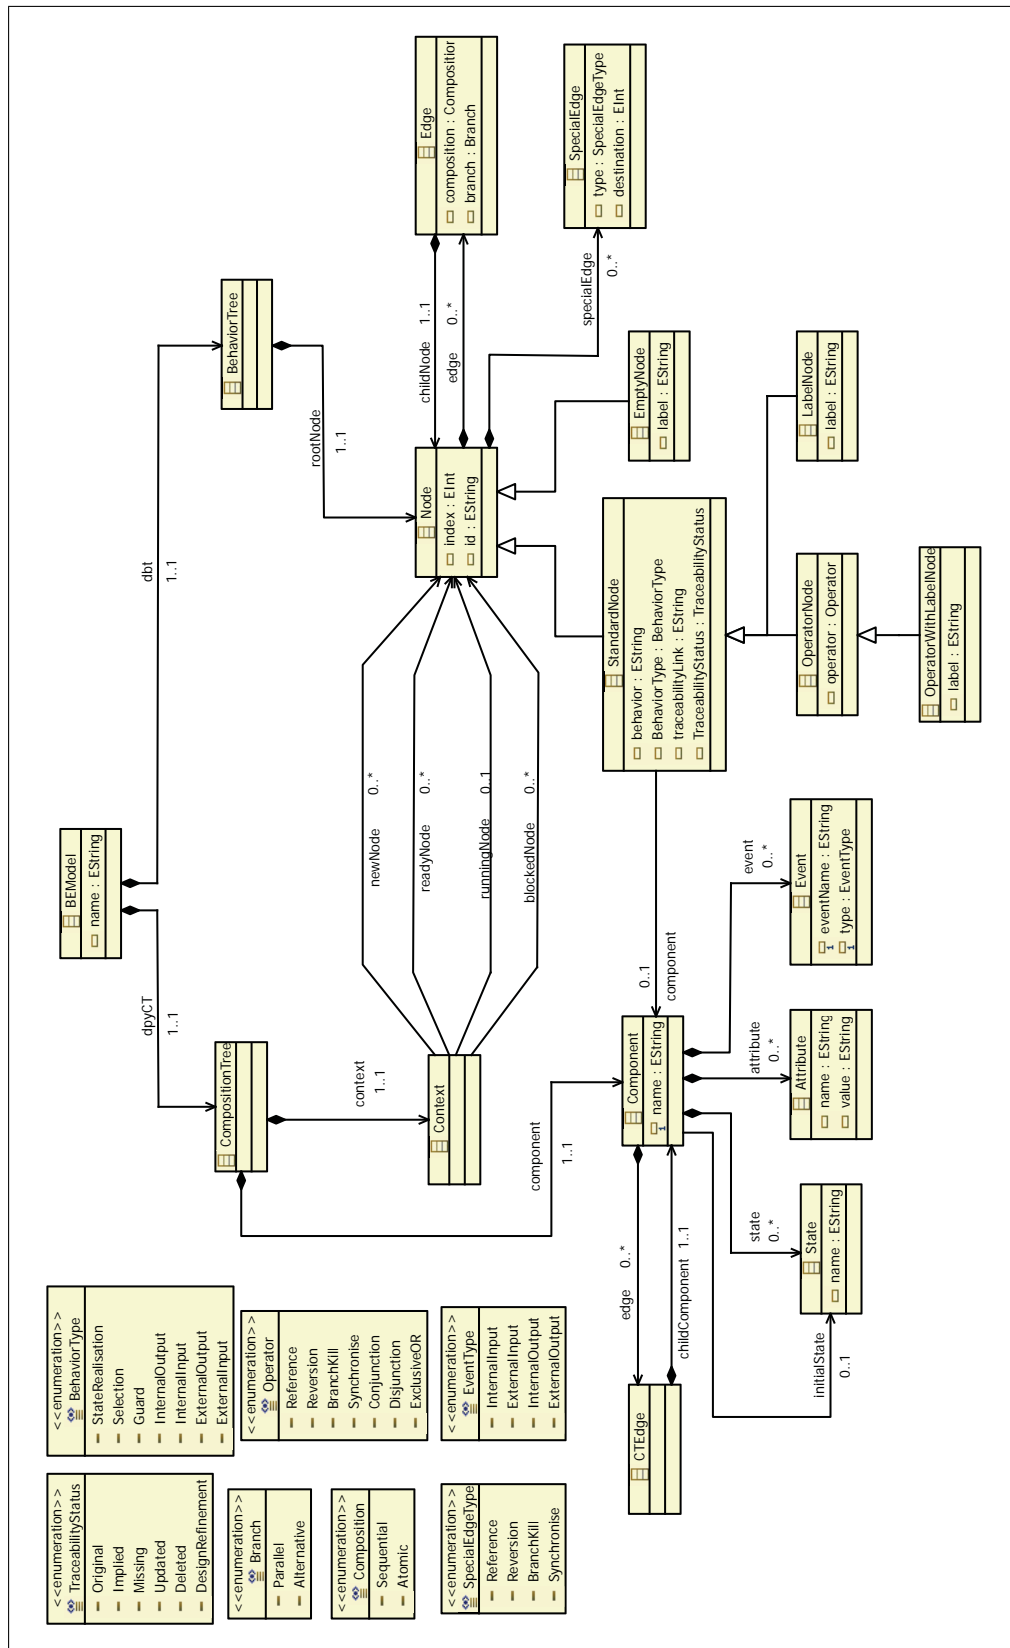 <<enumeration>>
TraceabilityStatus
Original
Implied
Missing
Updated
Deleted
DesignRefinement
<<enumeration>>
BehaviorType
StateRealisation
Selection
Guard
InternalOutput
InternalInput
ExternalOutput
ExternalInput
<<enumeration>>
Branch
Parallel
Alternative
<<enumeration>>
Operator
Reference
Reversion
BranchKill
Synchronise
Conjunction
Disjunction
ExclusiveOR
<<enumeration>>
Composition
Sequential
Atomic
<<enumeration>>
SpecialEdgeType
Reference
Reversion
BranchKill
Synchronise
<<enumeration>>
EventType
InternalInput
ExternalInput
InternalOutput
ExternalOutput
BEModel
name : EString
dpyCT
1..1
dbt
1..1
CompositionTree
BehaviorTree
context
1..1
rootNode
1..1
component
1..1
Context
newNode
0..*
readyNode
0..*
runningNode
0..1
blockedNode
0..*
Node
index : EInt
id : EString
childNode
1..1
edge
0..*
Edge
composition : Composition
branch : Branch
specialEdge
0..*
SpecialEdge
type : SpecialEdgeType
destination : EInt
StandardNode
behavior : EString
BehaviorType : BehaviorType
traceabilityLink : EString
TraceabilityStatus : TraceabilityStatus
EmptyNode
label : EString
OperatorNode
operator : Operator
LabelNode
label : EString
OperatorWithLabelNode
label : EString
0..1
component
Component
1 name : EString
edge
0..*
childComponent
1..1
CTEdge
initialState
0..1
state
0..*
attribute
0..*
event
0..*
State
name : EString
Attribute
name : EString
value : EString
Event
1 eventName : EString
1 type : EventType